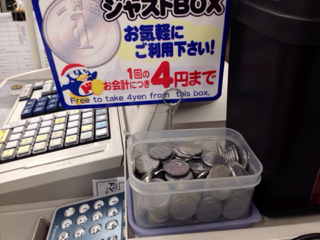 ジャストBOX
お気軽に
ご利用下さい!
1回の
お会計につき4円まで
Free to take 4yen from this box.